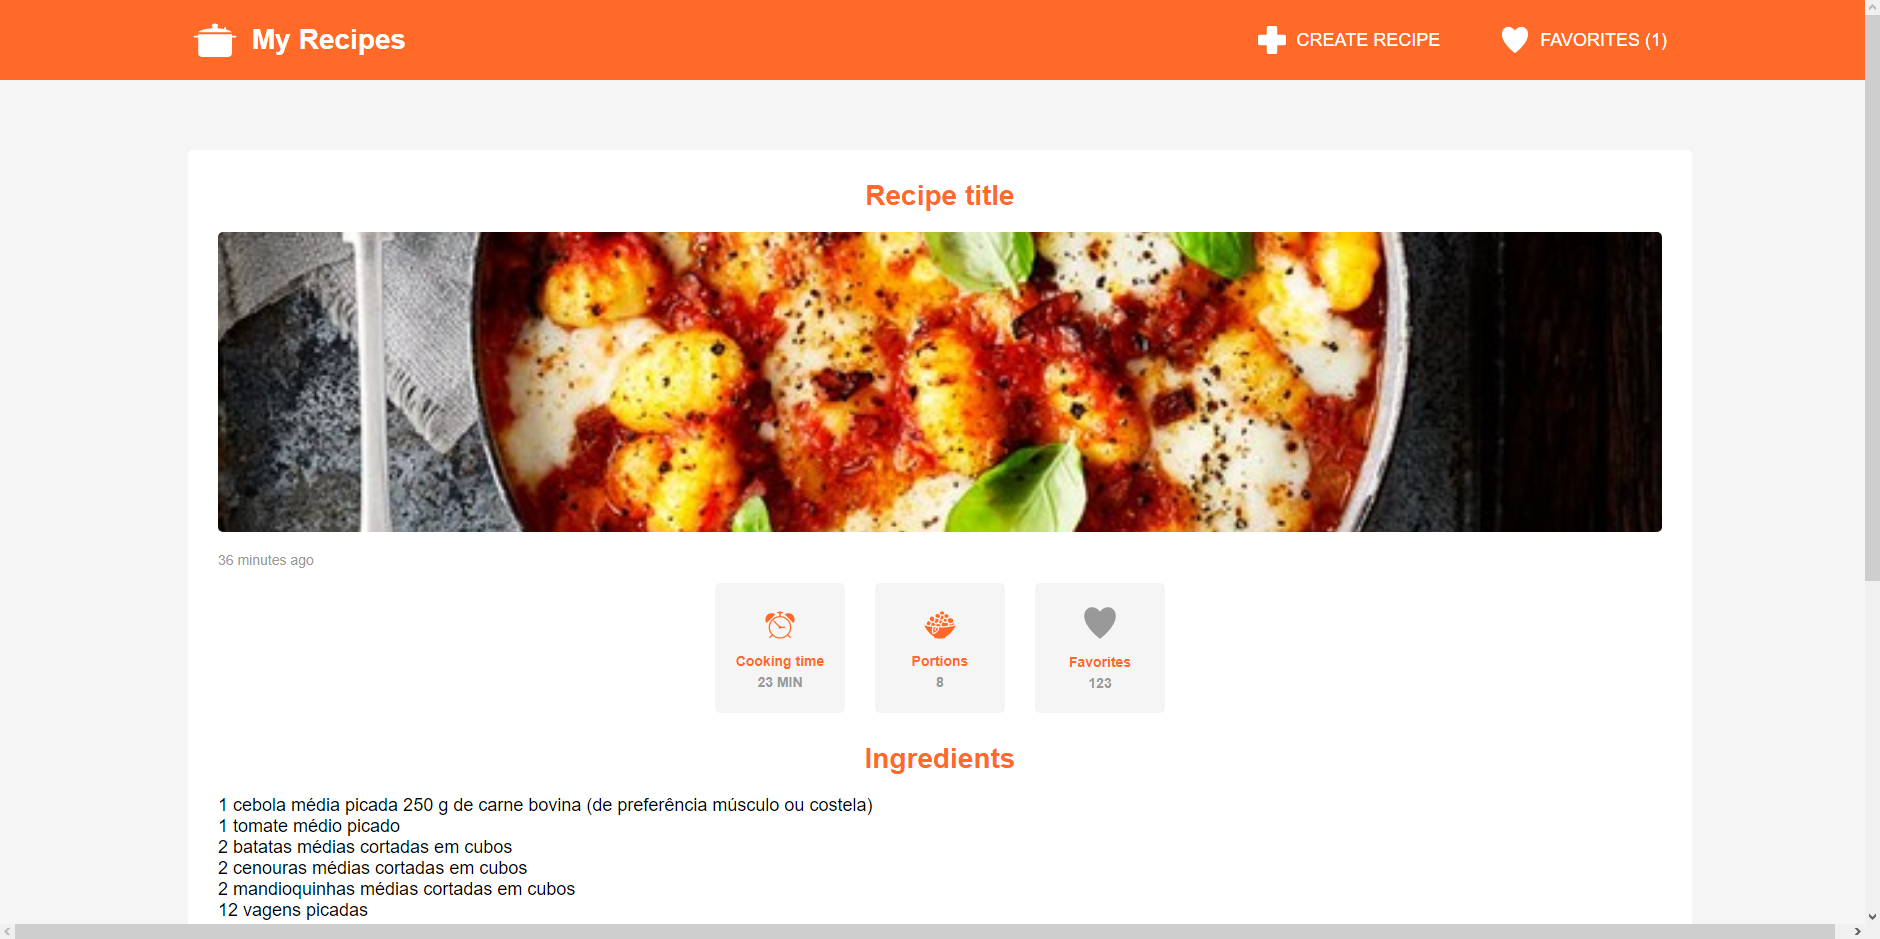 My Recipes
CREATE RECIPE
FAVORITES (1)
Recipe title
36 minutes ago
Cooking time
23 MIN
Portions
8
Favorites
123
Ingredients
1 cebola média picada 250 g de carne bovina (de preferência músculo ou costela)
1 tomate médio picado
2 batatas médias cortadas em cubos
2 cenouras médias cortadas em cubos
2 mandioquinhas médias cortadas em cubos
12 vagens picadas